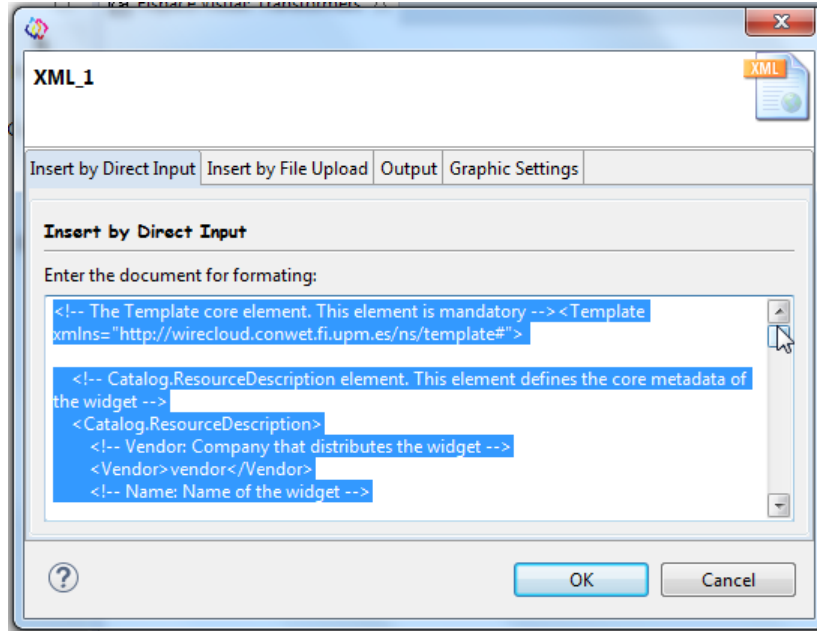 XML_1
XML
Insert by Direct Input Insert by File Upload Output Graphic Settings
Insert by Direct Input
Enter the document for formating:
<!-- The Template core element. This element is mandatory --><Template
xmlns="http://wirecloud.conwet.fi.upm.es/ns/template#">
<!-- Catalog.ResourceDescription element. This element defines the core metadata of
the widget -->
<Catalog.ResourceDescription>
<!-- Vendor: Company that distributes the widget -->
<Vendor>vendor</Vendor>
<!-- Name: Name of the widget -->
OK Cancel